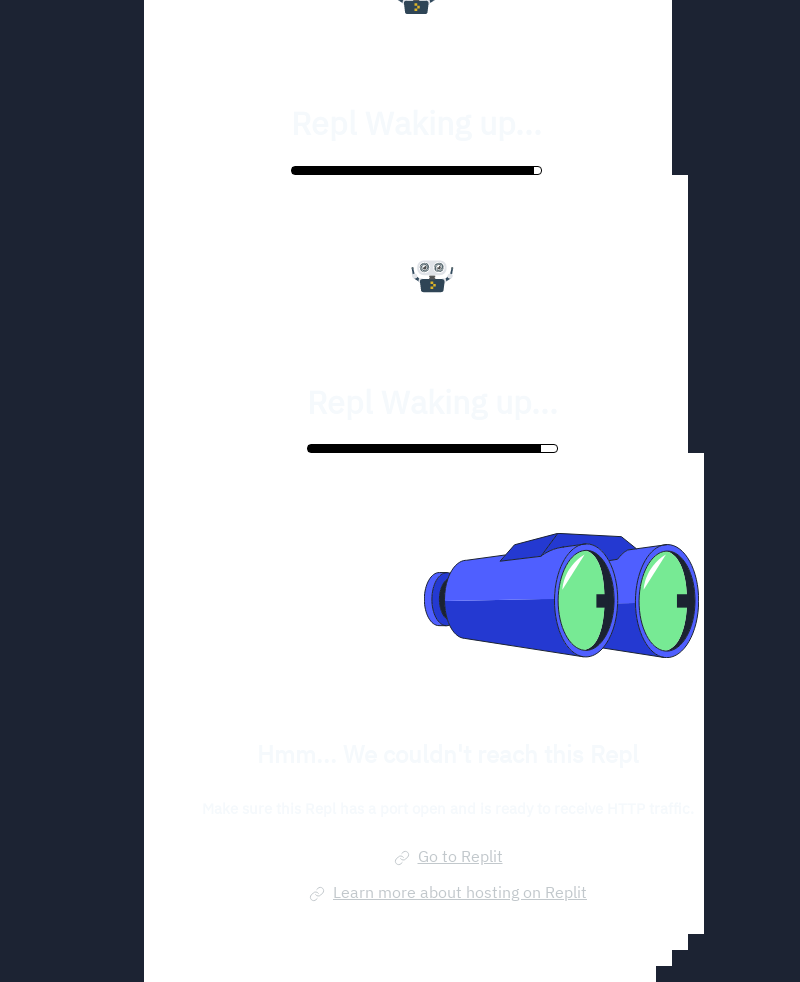 Repl Waking up...
Repl Waking up...
Hmm... We couldn't reach this Repl
Make sure this Repl has a port open and is ready to receive HTTP traffic.
Go to Replit
Learn more about hosting on Replit